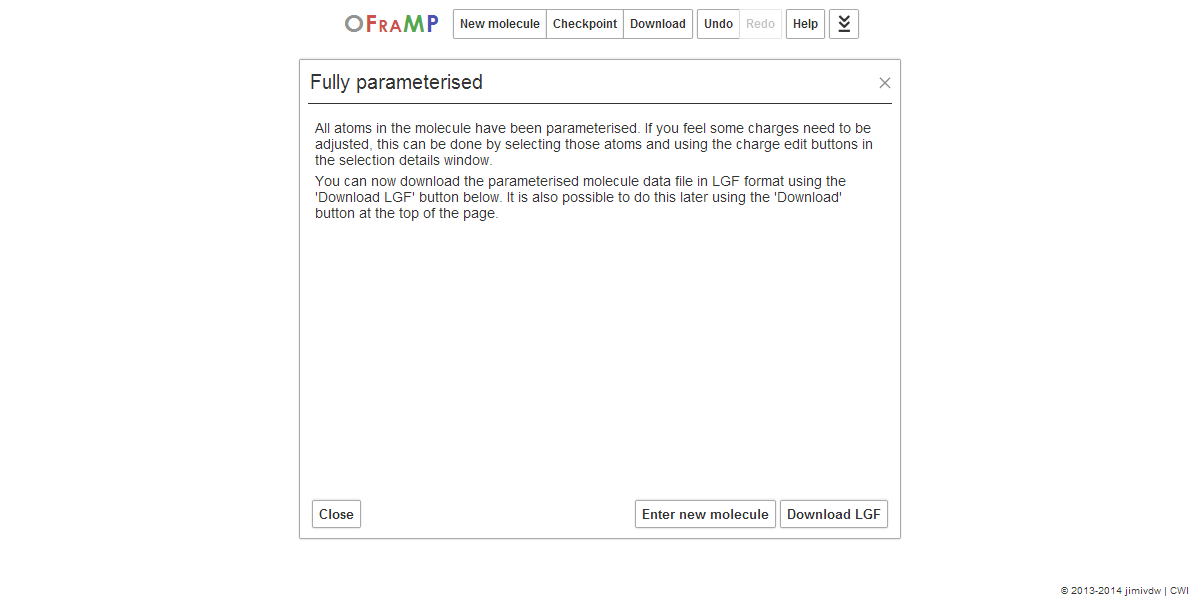 OFRAMP New molecule Checkpoint Download Undo Redo Help
Fully parameterised
All atoms in the molecule have been parameterised. If you feel some charges need to be
adjusted, this can be done by selecting those atoms and using the charge edit buttons in
the selection details window.
You can now download the parameterised molecule data file in LGF format using the
'Download LGF' button below. It is also possible to do this later using the 'Download'
button at the top of the page.
Close Enter new molecule Download LGF
© 2013-2014 jimivdw | CWI